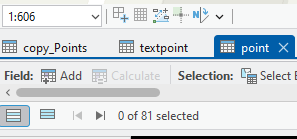 1:606
copy_Points textpoint point
Field: Add Calculate Selection: Select
0 of 81 selected